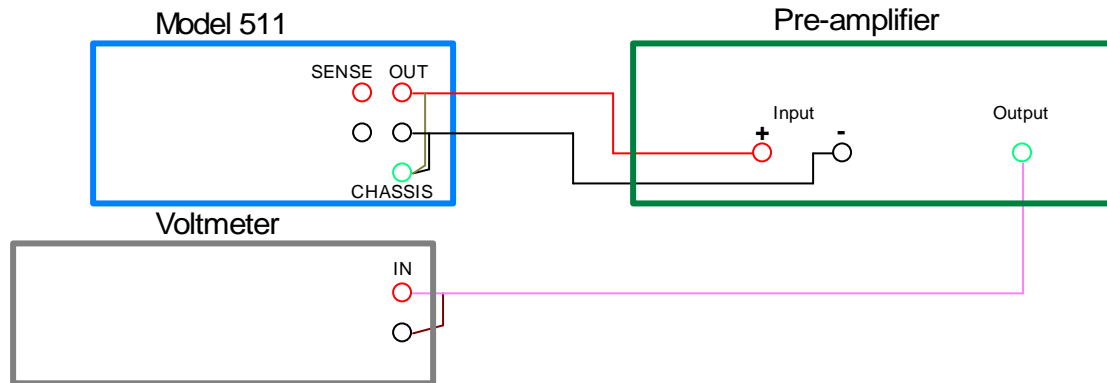 Model 511
Pre-amplifier
SENSE OUT
Input
Output
+
-
CHASSIS
Voltmeter
IN